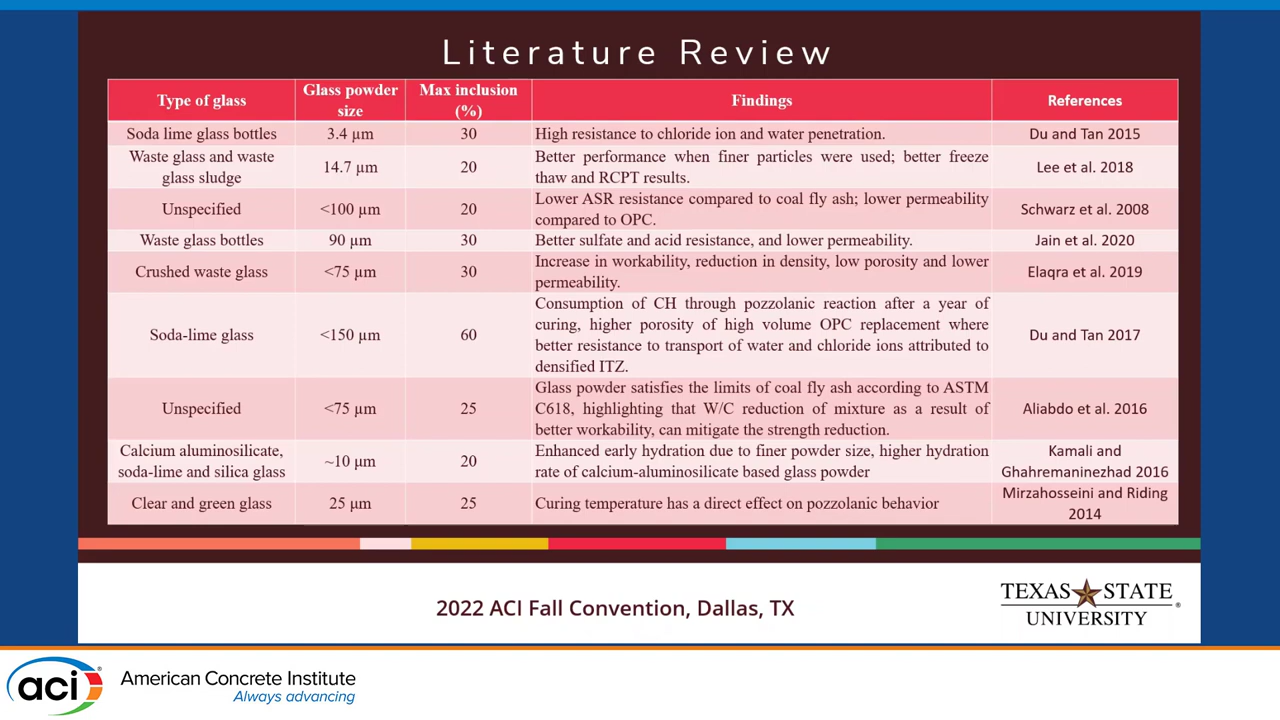 Literature Review
Type of glass
Glass powder
size
Max inclusion
(%)
Findings
References
Soda lime glass bottles
3.4 µm
30
High resistance to chloride ion and water penetration.
Du and Tan 2015
Waste glass and waste
glass sludge
14.7 µm
20
Better performance when finer particles were used; better freeze
thaw and RCPT results.
Lee et al. 2018
Unspecified
<100 µm
20
Lower ASR resistance compared to coal fly ash; lower permeability
compared to OPC.
Schwarz et al. 2008
Waste glass bottles
90 µm
30
Better sulfate and acid resistance, and lower permeability.
Jain et al. 2020
Crushed waste glass
<75 µm
30
Increase in workability, reduction in density, low porosity and lower
permeability.
Elaqra et al. 2019
Soda-lime glass
<150 µm
60
Consumption of CH through pozzolanic reaction after a year of
curing, higher porosity of high volume OPC replacement where
better resistance to transport of water and chloride ions attributed to
densified ITZ.
Du and Tan 2017
Unspecified
<75 µm
25
Glass powder satisfies the limits of coal fly ash according to ASTM
C618, highlighting that W/C reduction of mixture as a result of
better workability, can mitigate the strength reduction.
Aliabdo et al. 2016
Calcium aluminosilicate,
soda-lime and silica glass
~10 µm
20
Enhanced early hydration due to finer powder size, higher hydration
rate of calcium-aluminosilicate based glass powder
Kamali and
Ghahremaninezhad 2016
Clear and green glass
25 µm
25
Curing temperature has a direct effect on pozzolanic behavior
Mirzahosseini and Riding
2014
2022 ACI Fall Convention, Dallas, TX
TEXAS STATE
UNIVERSITY®
aci®
American Concrete Institute
Always advancing